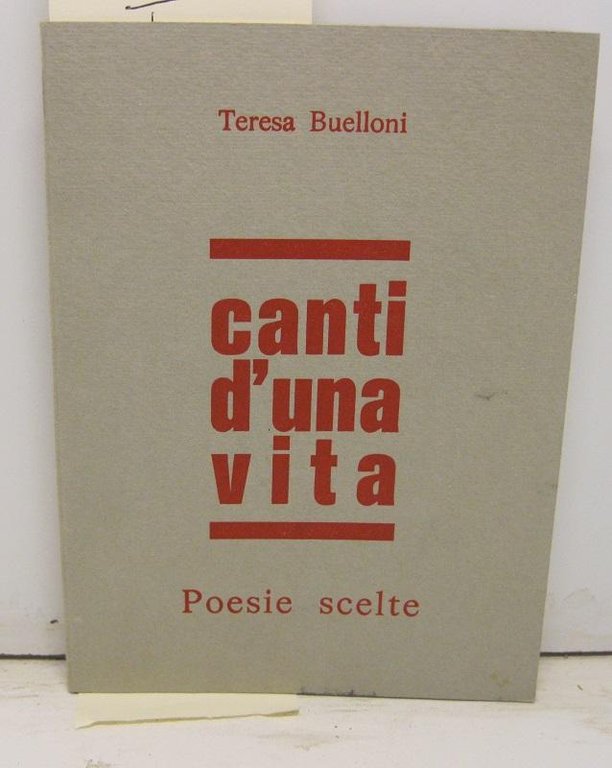 Teresa Buelloni
canti
d'una
vita
Poesie scelte